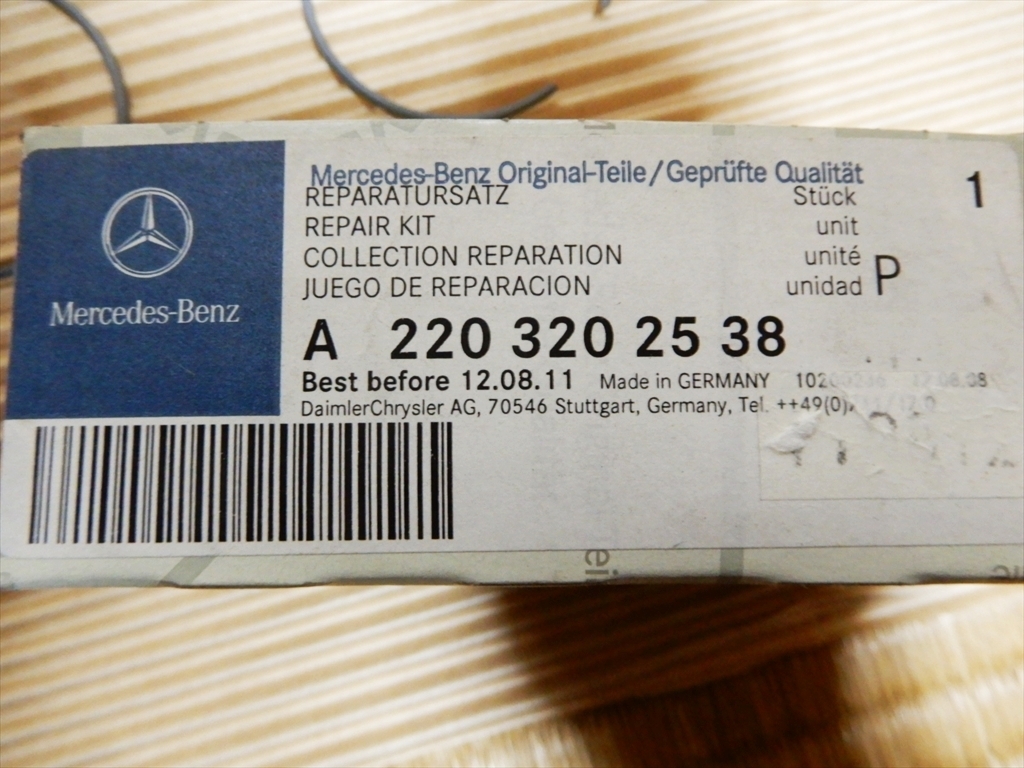 Mercedes-Benz Original-Teile/Geprüfte Qualität
REPARATURSATZ Stück 1
REPAIR KIT unit
COLLECTION REPARATION unité
JUEGO DE REPARACION unidad P
Mercedes-Benz
A 220 320 25 38
Best before 12.08.11 Made in GERMANY
DaimlerChrysler AG, 70546 Stuttgart, Germany, Tel. ++49(0)
ei